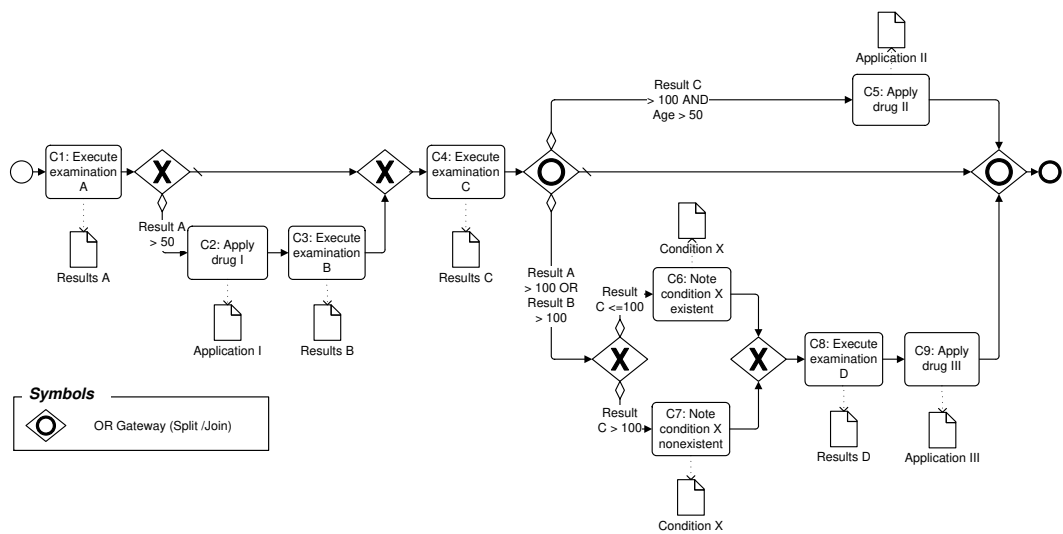 Application II
Result C
> 100 AND
Age > 50
C5: Apply
drug II
C1: Execute
examination
A
X
X
C4: Execute
examination
C
Result A
> 50
C2: Apply
drug I
C3: Execute
examination
B
Results A
Results C
Application I
Results B
Condition X
Result A
> 100 OR
Result B
> 100
Result
C <=100
C6: Note
condition X
existent
X
X
C8: Execute
examination
D
C9: Apply
drug III
Result
C > 100
C7: Note
condition X
nonexistent
Results D
Application III
Condition X
Symbols
OR Gateway (Split /Join)